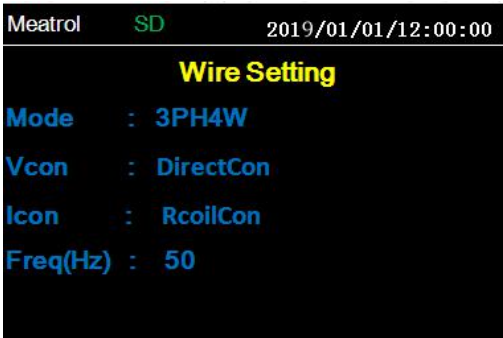 Meatrol SD 2019/01/01/12:00:00
Wire Setting
Mode : 3PH4W
Vcon : DirectCon
Icon : RcoilCon
Freq(Hz) : 50